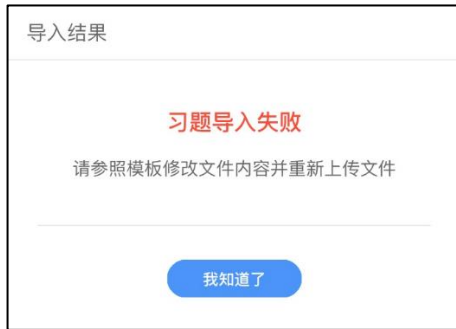 导入结果
习题导入失败
请参照模板修改文件内容并重新上传文件
我知道了